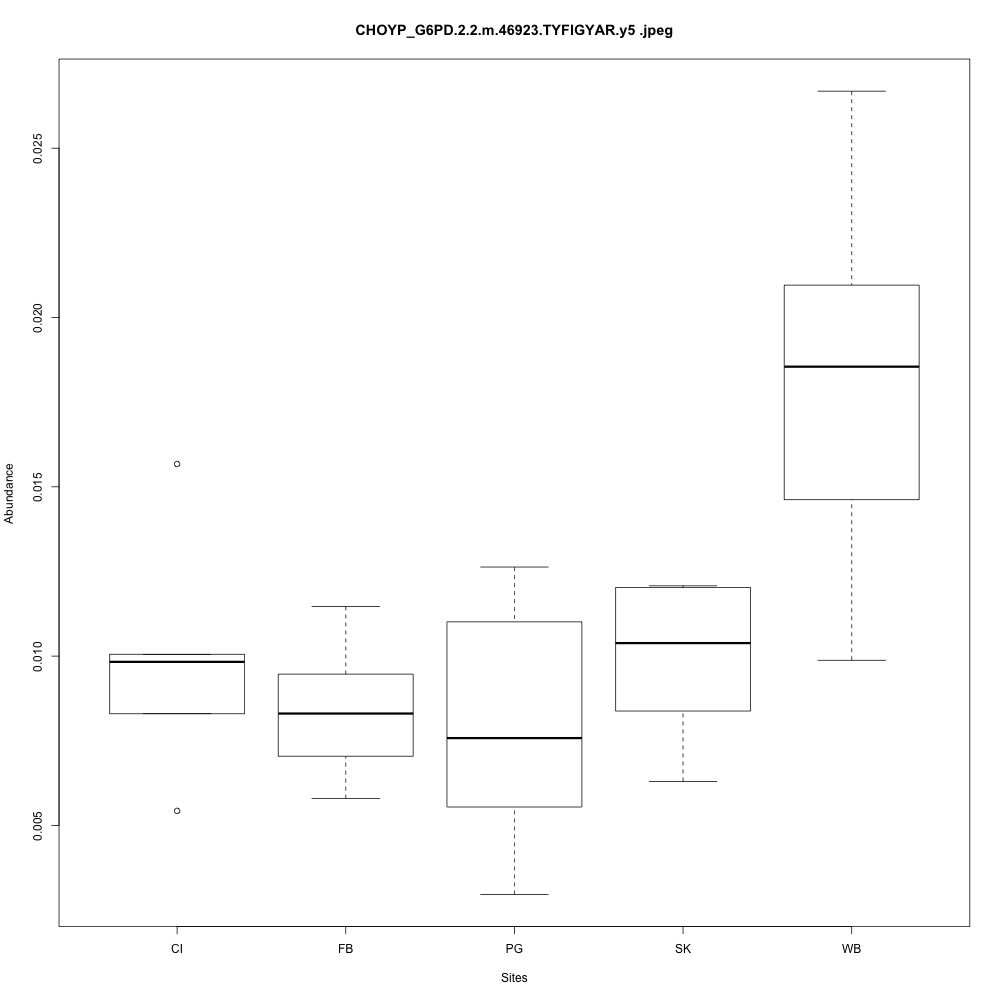 CHOYP_G6PD.2.2.m.46923.TYFIGYAR.y5 .jpeg
Abundance
0.025
0.020
0.015
0.010
0.005
CI FB PG SK WB
Sites